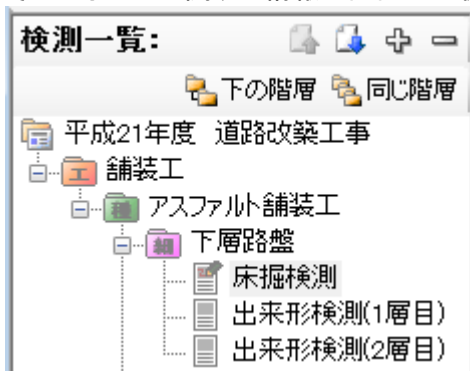 検測一覧:
下の階層 同じ階層
平成21年度 道路改築工事
工 舗装工
種 アスファルト舗装工
細 下層路盤
床掘検測
出来形検測(1層目)
出来形検測(2層目)